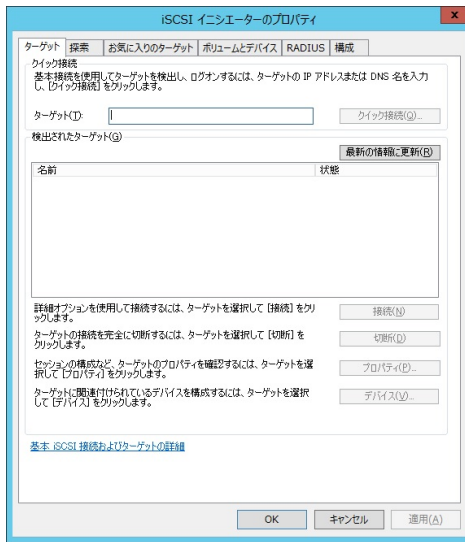 iSCSI イニシエーターのプロパティ
x
ターゲット 探索 お気に入りのターゲット ボリュームとデバイス RADIUS 構成
クイック接続
基本接続を使用してターゲットを検出し、ログオンするには、ターゲットの IP アドレスまたは DNS 名を入力
し、[クイック接続] をクリックします。
ターゲット(T): クイック接続(Q)...
検出されたターゲット(G)
最新の情報に更新(R)
名前 状態
詳細オプションを使用して接続するには、ターゲットを選択して [接続] をクリ
ックします。
接続(N)
ターゲットの接続を完全に切断するには、ターゲットを選択して [切断] を
クリックします。
切断(D)
セッションの構成など、ターゲットのプロパティを確認するには、ターゲットを選
択して [プロパティ] をクリックします。
プロパティ(P)...
ターゲットに関連付けられているデバイスを構成するには、ターゲットを選択
して [デバイス] をクリックします。
デバイス(V)...
基本 iSCSI 接続およびターゲットの詳細
OK キャンセル 適用(A)